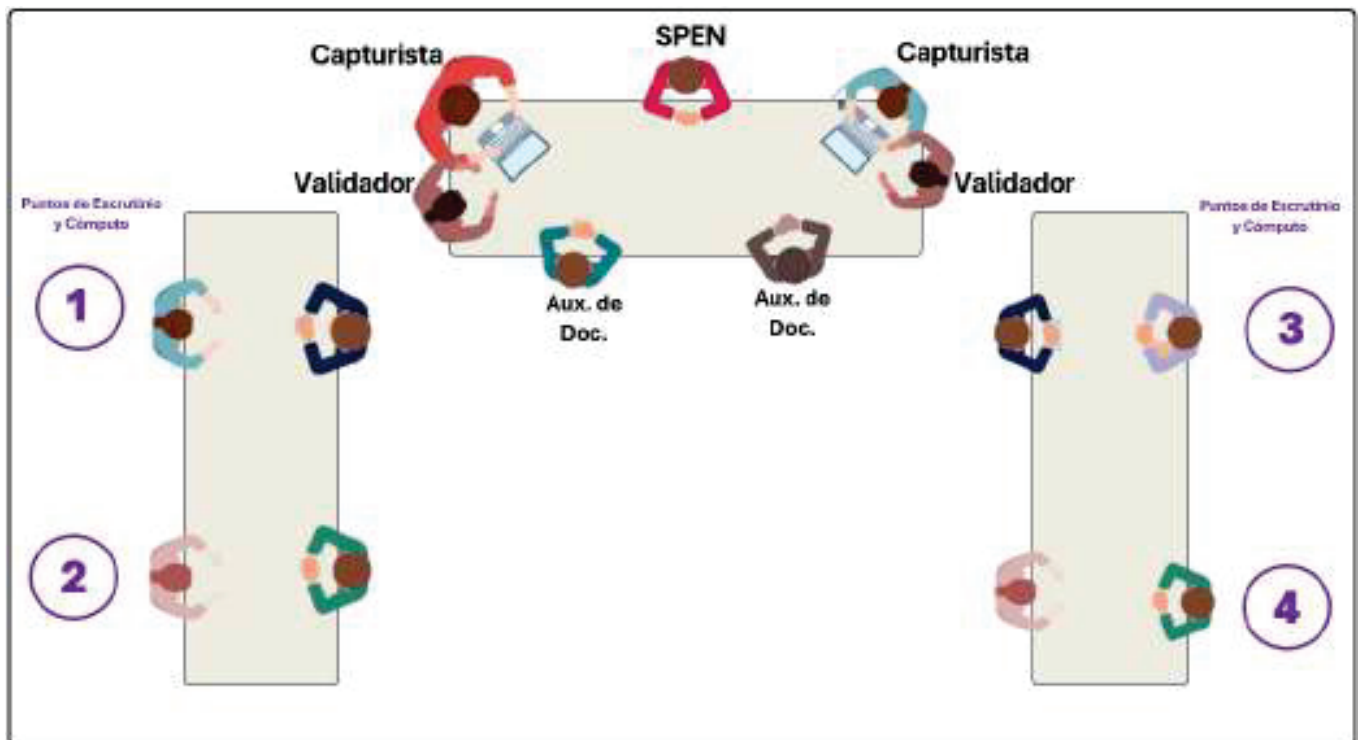 SPEN
Capturista
Capturista
Validador
Validador
Puntos de Escrutinio
y Cómputo
Puntos de Escrutinio
y Cómputo
Aux. de
Doc.
Aux. de
Doc.
1
3
2
4